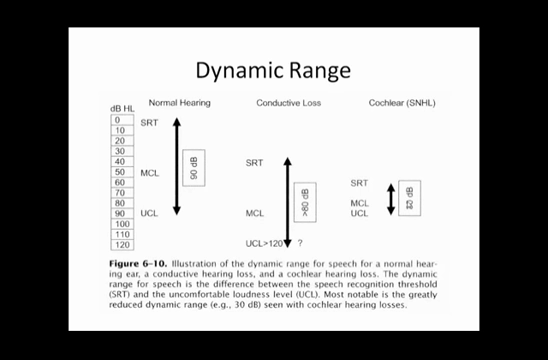 Dynamic Range
dB HL Normal Hearing Conductive Loss Cochlear (SNHL)
0 SRT
10
20
30
40 SRT
50 MCL 90 dB
60 SRT
70
80 >80 dB MCL
90 UCL MCL UCL
100
110
120 UCL>120 ?
Figure 6–10. Illustration of the dynamic range for speech for a normal hear-
ing ear, a conductive hearing loss, and a cochlear hearing loss. The dynamic
range for speech is the difference between the speech recognition threshold
(SRT) and the uncomfortable loudness level (UCL). Most notable is the greatly
reduced dynamic range (e.g., 30 dB) seen with cochlear hearing losses.